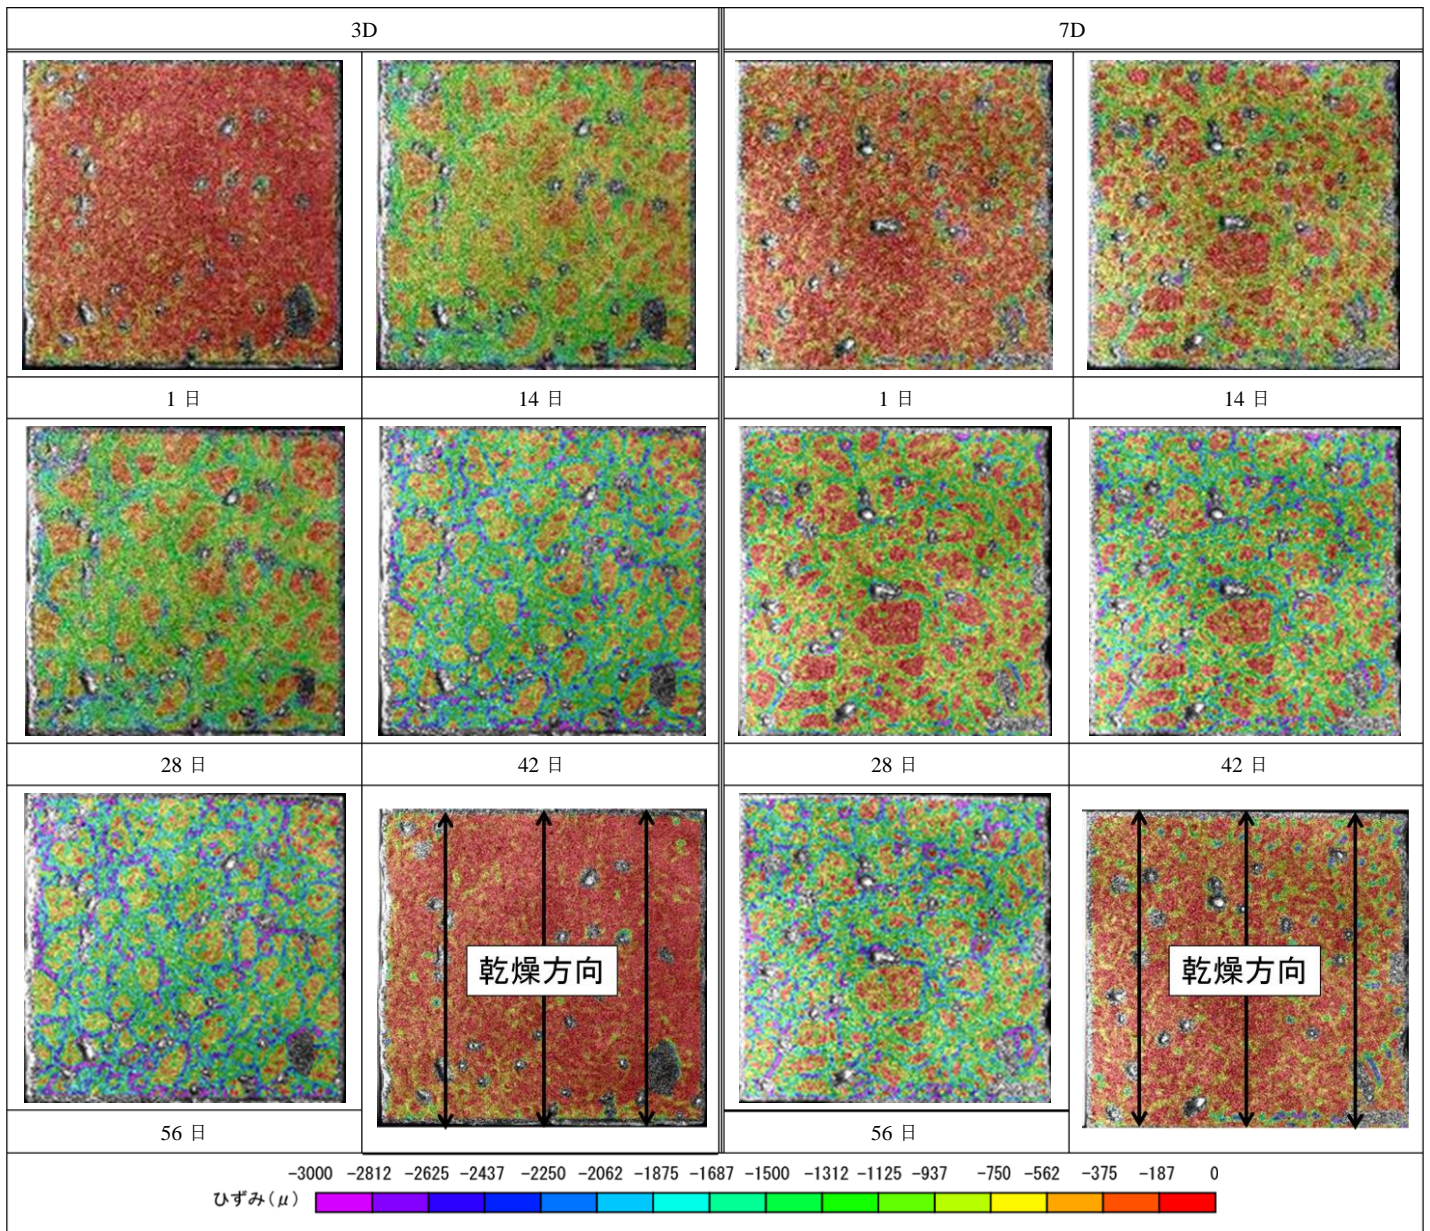 3D 7D
1 日 14 日 1 日 14 日
28 日 42 日 28 日 42 日
乾燥方向 乾燥方向
56 日 56 日
-3000 -2812 -2625 -2437 -2250 -2062 -1875 -1687 -1500 -1312 -1125 -937 -750 -562 -375 -187 0
ひずみ(μ)